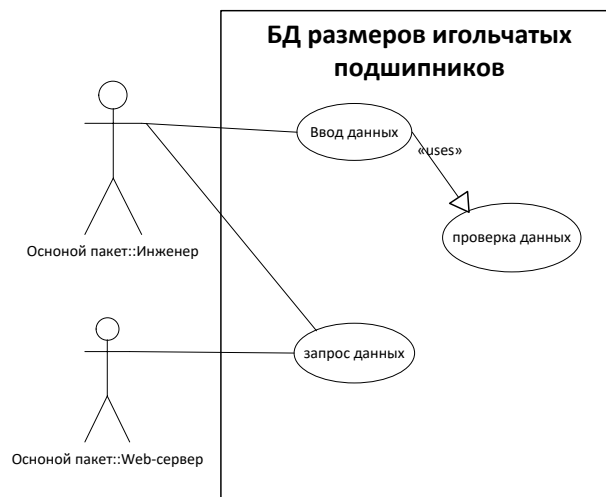 БД размеров игольчатых
подшипников
Ввод данных
«uses»
проверка данных
Осноной пакет::Инженер
запрос данных
Осноной пакет::Web-сервер